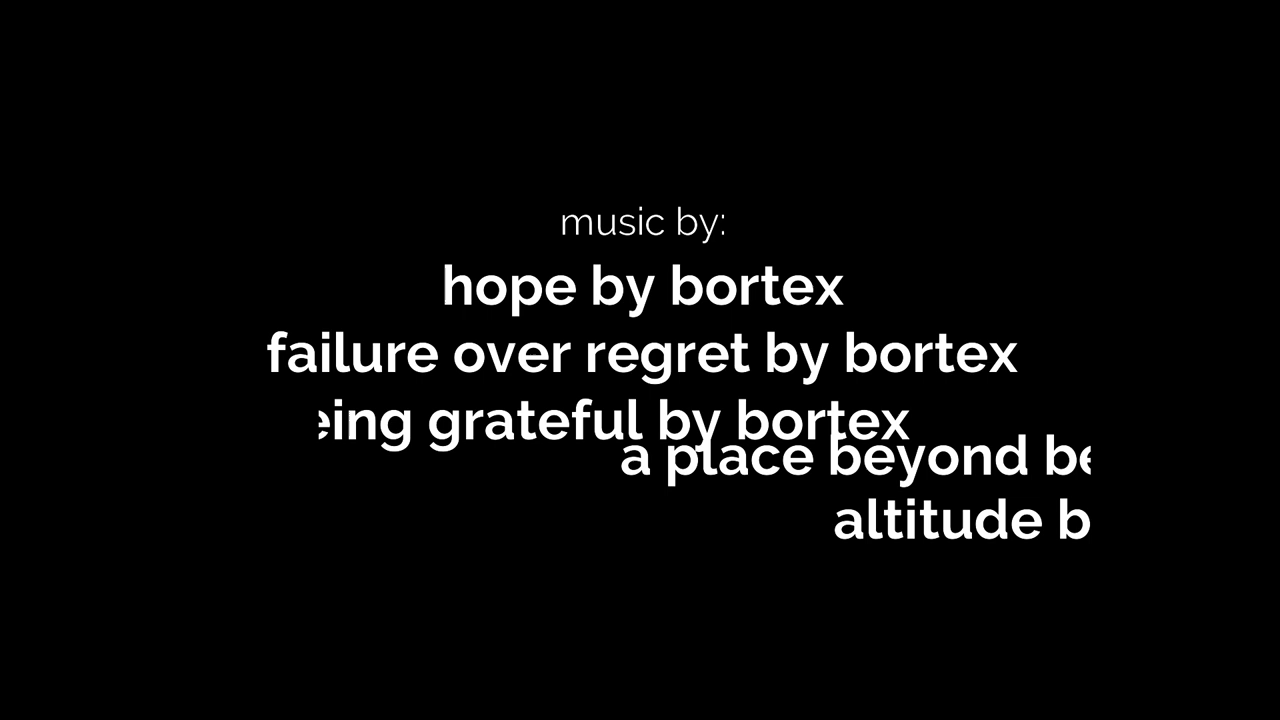 music by:
hope by bortex
failure over regret by bortex
eing grateful by bortex
a place beyond be
altitude b